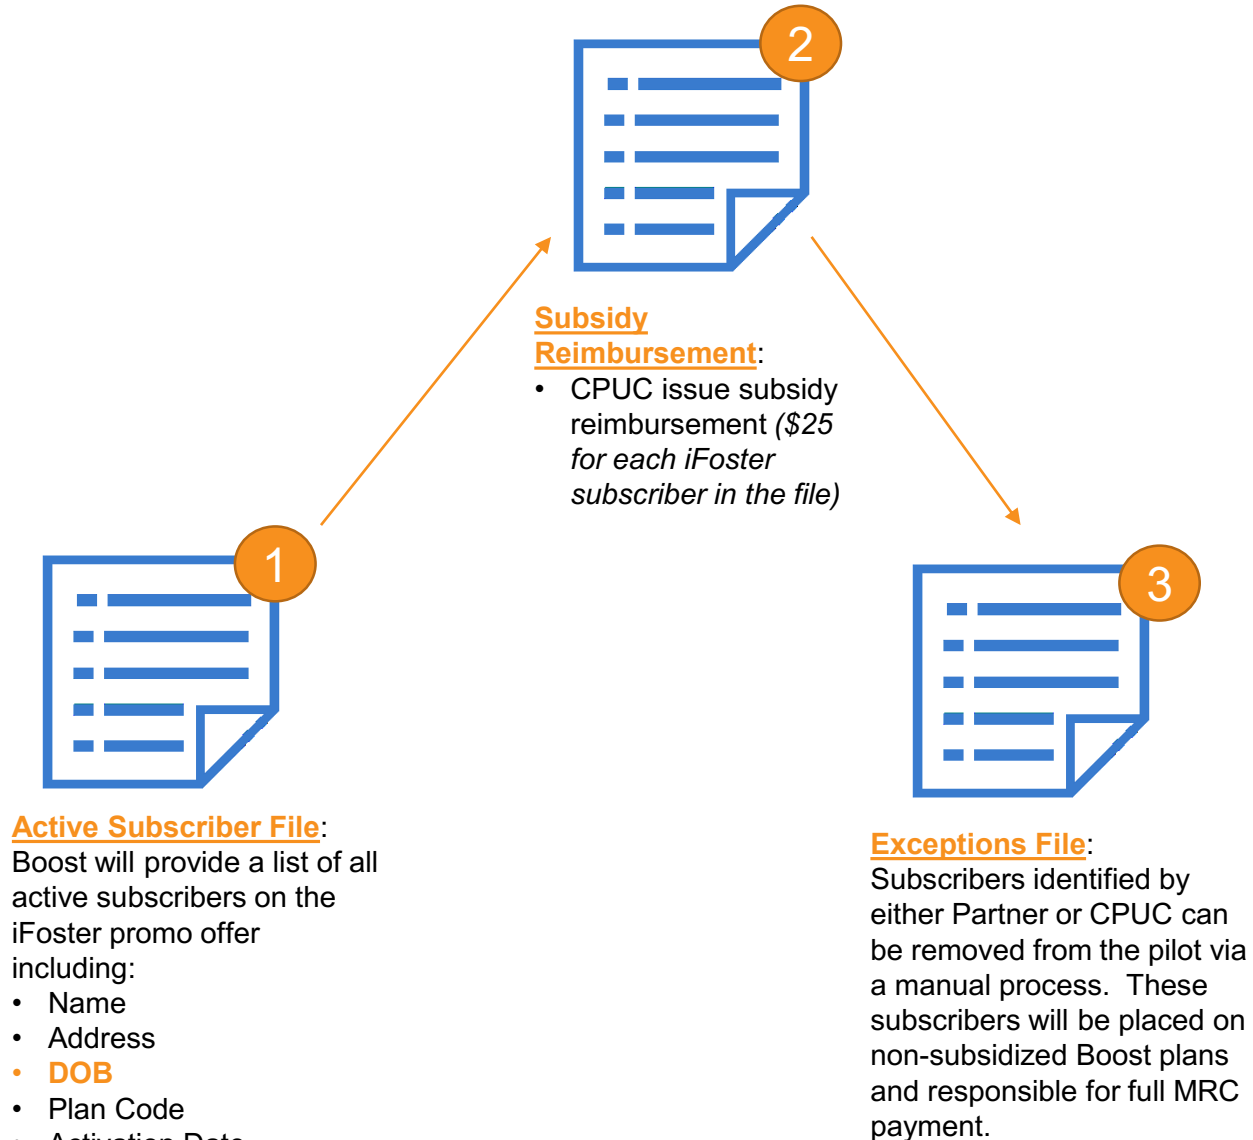 2
Subsidy
Reimbursement:
• CPUC issue subsidy
reimbursement ($25
for each iFoster
subscriber in the file)
1
Active Subscriber File:
Boost will provide a list of all
active subscribers on the
iFoster promo offer
including:
• Name
• Address
• DOB
• Plan Code
• Activation Date
3
Exceptions File:
Subscribers identified by
either Partner or CPUC can
be removed from the pilot via
a manual process.  These
subscribers will be placed on
non-subsidized Boost plans
and responsible for full MRC
payment.